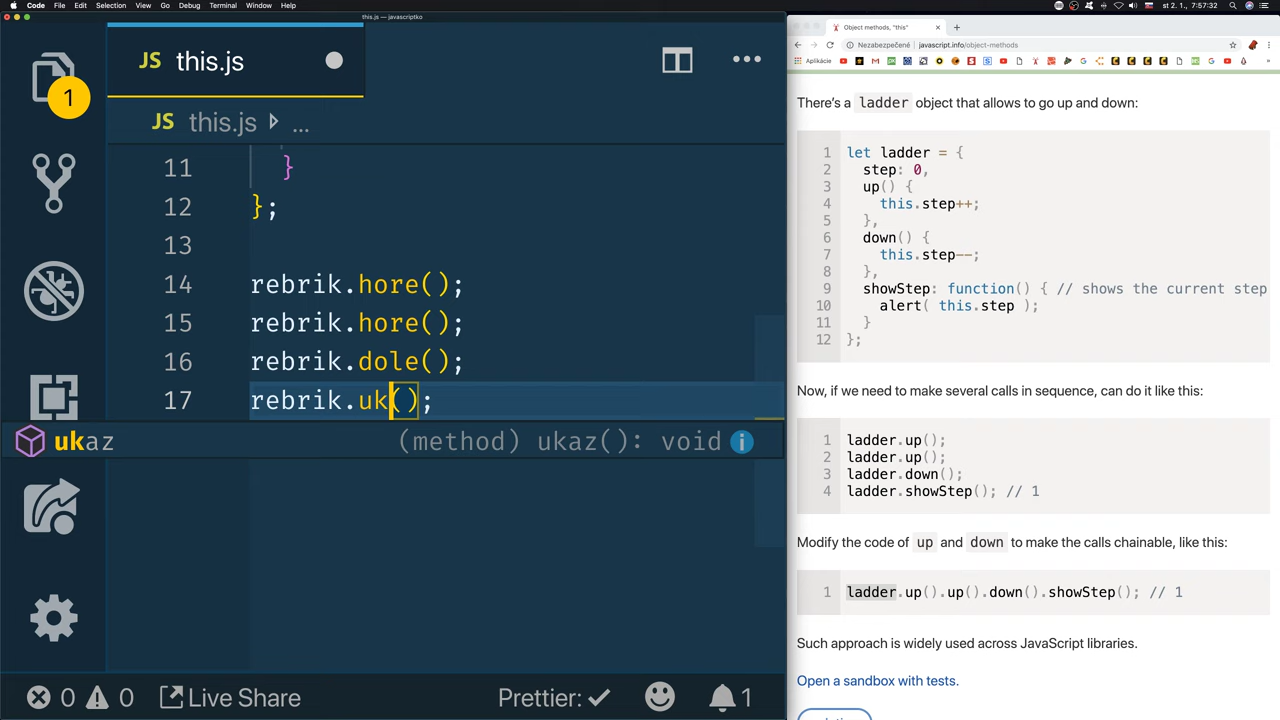 Code File Edit Selection View Go Debug Terminal Window Help
st 2. 1., 7:57:32
this.js — javascriptko
JS this.js
JS this.js ...
1
11 }
12 };
13
14 rebrik.hore();
15 rebrik.hore();
16 rebrik.dole();
17 rebrik.uk();
ukaz (method) ukaz(): void
0 0 Live Share Prettier: 1
Object methods, "this"
Nezabezpečené | javascript.info/object-methods
Aplikácie
There’s a ladder object that allows to go up and down:
1 let ladder = {
2 step: 0,
3 up() {
4 this.step++;
5 },
6 down() {
7 this.step--;
8 },
9 showStep: function() { // shows the current step
10 alert( this.step );
11 }
12 };
Now, if we need to make several calls in sequence, can do it like this:
1 ladder.up();
2 ladder.up();
3 ladder.down();
4 ladder.showStep(); // 1
Modify the code of up and down to make the calls chainable, like this:
1 ladder.up().up().down().showStep(); // 1
Such approach is widely used across JavaScript libraries.
Open a sandbox with tests.